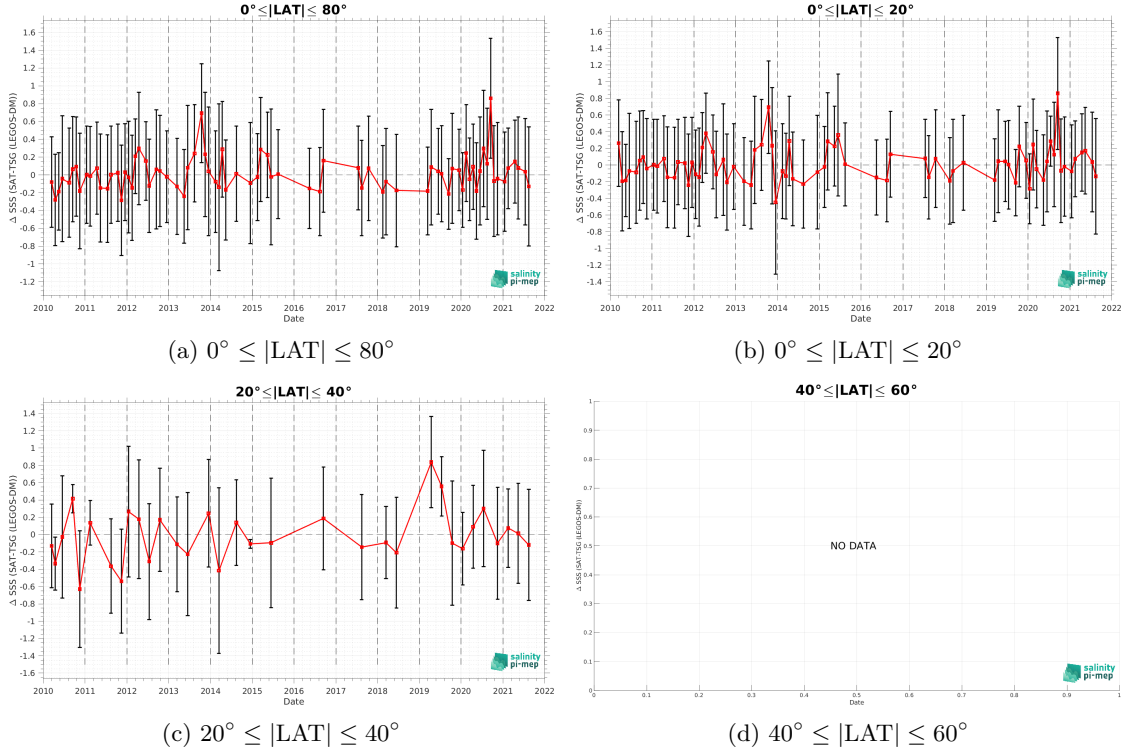 0°≤|LAT|≤ 80°
Δ SSS (SAT-TSG (LEGOS-DM))
1.6
1.4
1.2
1
0.8
0.6
0.4
0.2
0
-0.2
-0.4
-0.6
-0.8
-1
-1.2
2010 2011 2012 2013 2014 2015 2016 2017 2018 2019 2020 2021 2022
Date
salinity
pi-mep
(a) 0° ≤ |LAT| ≤ 80°
0°≤|LAT|≤ 20°
Δ SSS (SAT-TSG (LEGOS-DM))
1.6
1.4
1.2
1
0.8
0.6
0.4
0.2
0
-0.2
-0.4
-0.6
-0.8
-1
-1.2
-1.4
2010 2011 2012 2013 2014 2015 2016 2017 2018 2019 2020 2021 2022
Date
salinity
pi-mep
(b) 0° ≤ |LAT| ≤ 20°
20°≤|LAT|≤ 40°
Δ SSS (SAT-TSG (LEGOS-DM))
1.4
1.2
1
0.8
0.6
0.4
0.2
0
-0.2
-0.4
-0.6
-0.8
-1
-1.2
-1.4
-1.6
2010 2011 2012 2013 2014 2015 2016 2017 2018 2019 2020 2021 2022
Date
salinity
pi-mep
(c) 20° ≤ |LAT| ≤ 40°
40°≤|LAT|≤ 60°
Δ SSS (SAT-TSG (LEGOS-DM))
1
0.9
0.8
0.7
0.6
0.5
0.4
0.3
0.2
0.1
0
NO DATA
0 0.1 0.2 0.3 0.4 0.5 0.6 0.7 0.8 0.9 1
Date
salinity
pi-mep
(d) 40° ≤ |LAT| ≤ 60°